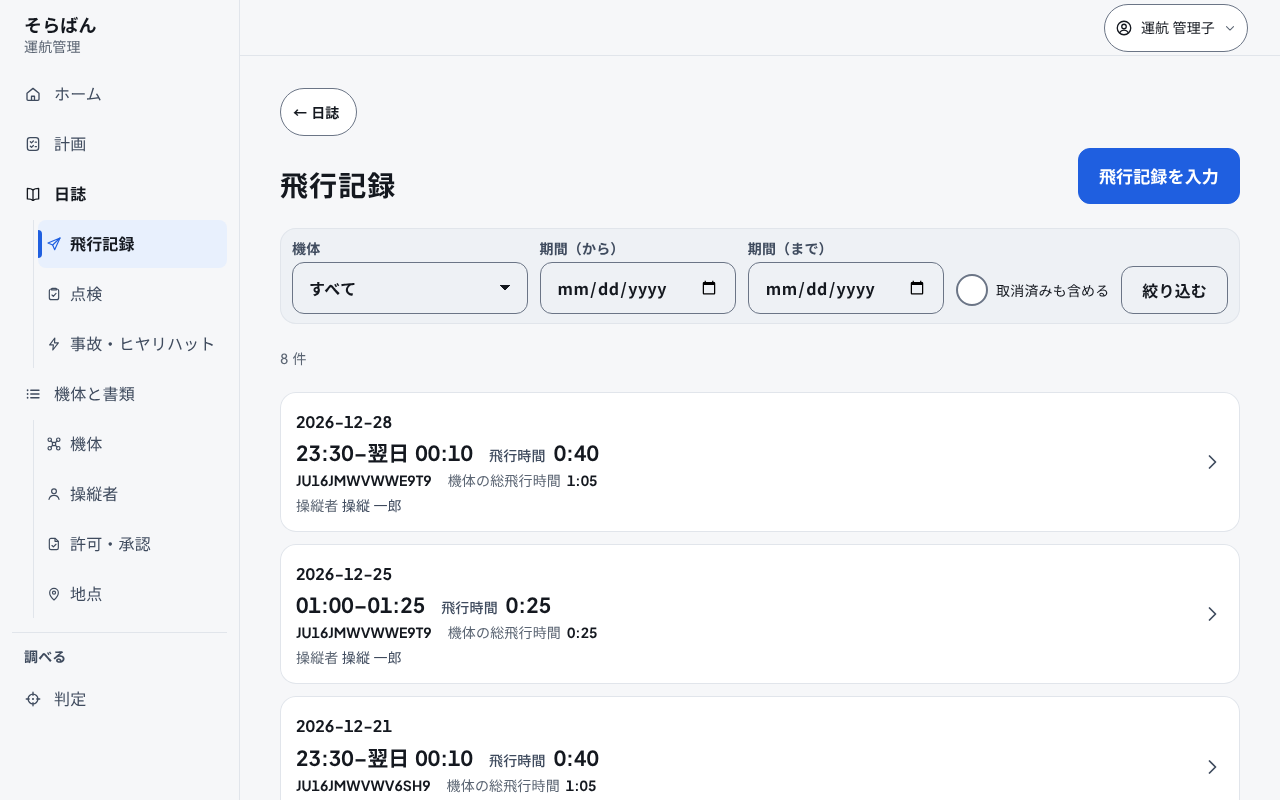 そらばん
運航管理
運航 管理子
ホーム
計画
日誌
飛行記録
点検
事故・ヒヤリハット
機体と書類
機体
操縦者
許可・承認
地点
調べる
判定
← 日誌
飛行記録
飛行記録を入力
機体
期間（から）
期間（まで）
すべて
mm/dd/yyyy
mm/dd/yyyy
取消済みも含める
絞り込む
8 件
2026-12-28
23:30–翌日 00:10 飛行時間 0:40
JU16JMWVWWE9T9 機体の総飛行時間 1:05
操縦者 操縦 一郎
2026-12-25
01:00–01:25 飛行時間 0:25
JU16JMWVWWE9T9 機体の総飛行時間 0:25
操縦者 操縦 一郎
2026-12-21
23:30–翌日 00:10 飛行時間 0:40
JU16JMWVWV6SH9 機体の総飛行時間 1:05